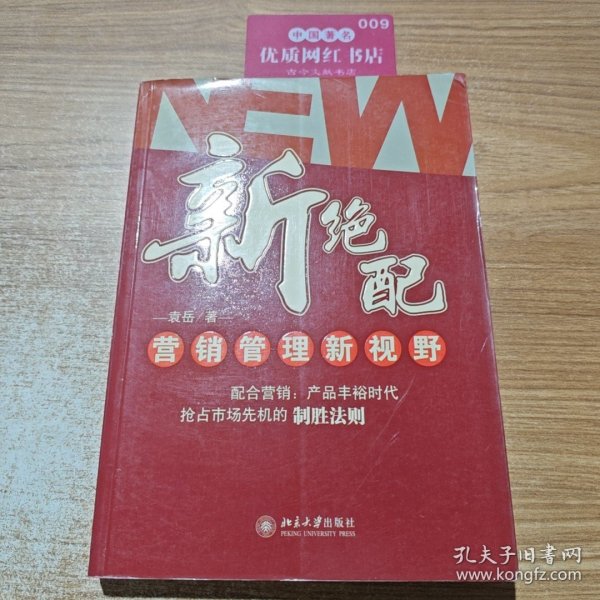 009
中国著名
优质网红书店
古今文献书店
NEW
新绝配
袁岳 著
营销管理新视野
配合营销：产品丰裕时代
抢占市场先机的 制胜法则
北京大学出版社
PEKING UNIVERSITY PRESS
孔夫子旧书网
www.kongfz.com